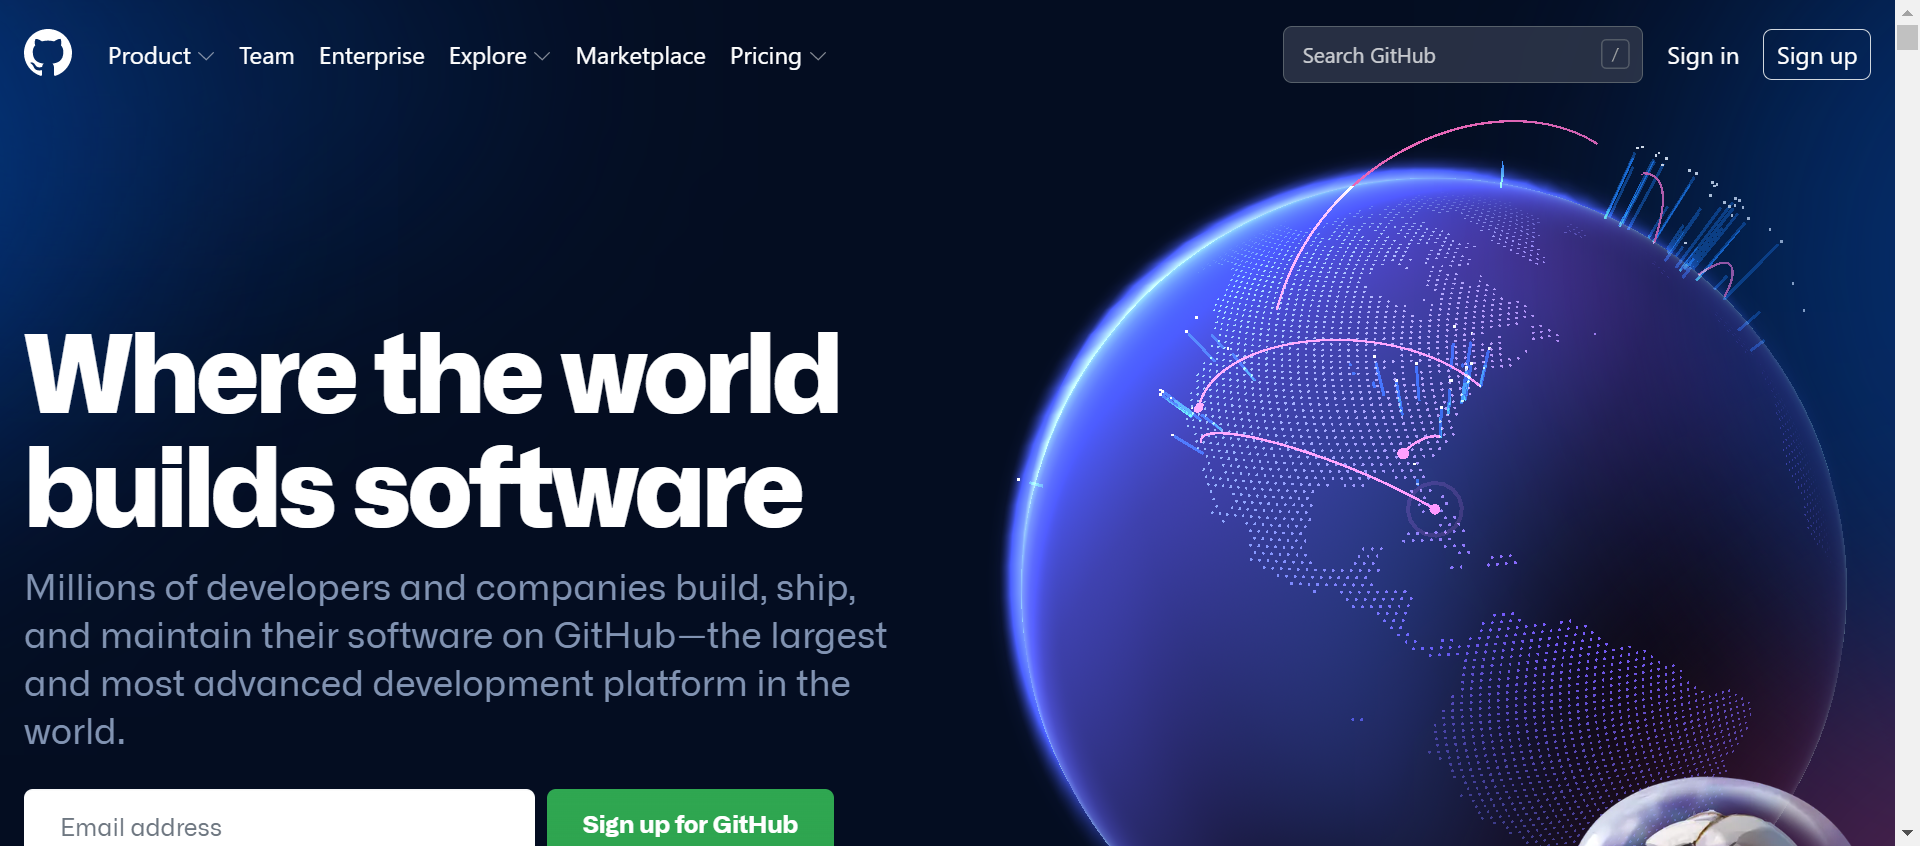 Product Team Enterprise Explore Marketplace Pricing Search GitHub / Sign in Sign up
Where the world
builds software
Millions of developers and companies build, ship,
and maintain their software on GitHub—the largest
and most advanced development platform in the
world.
Email address Sign up for GitHub